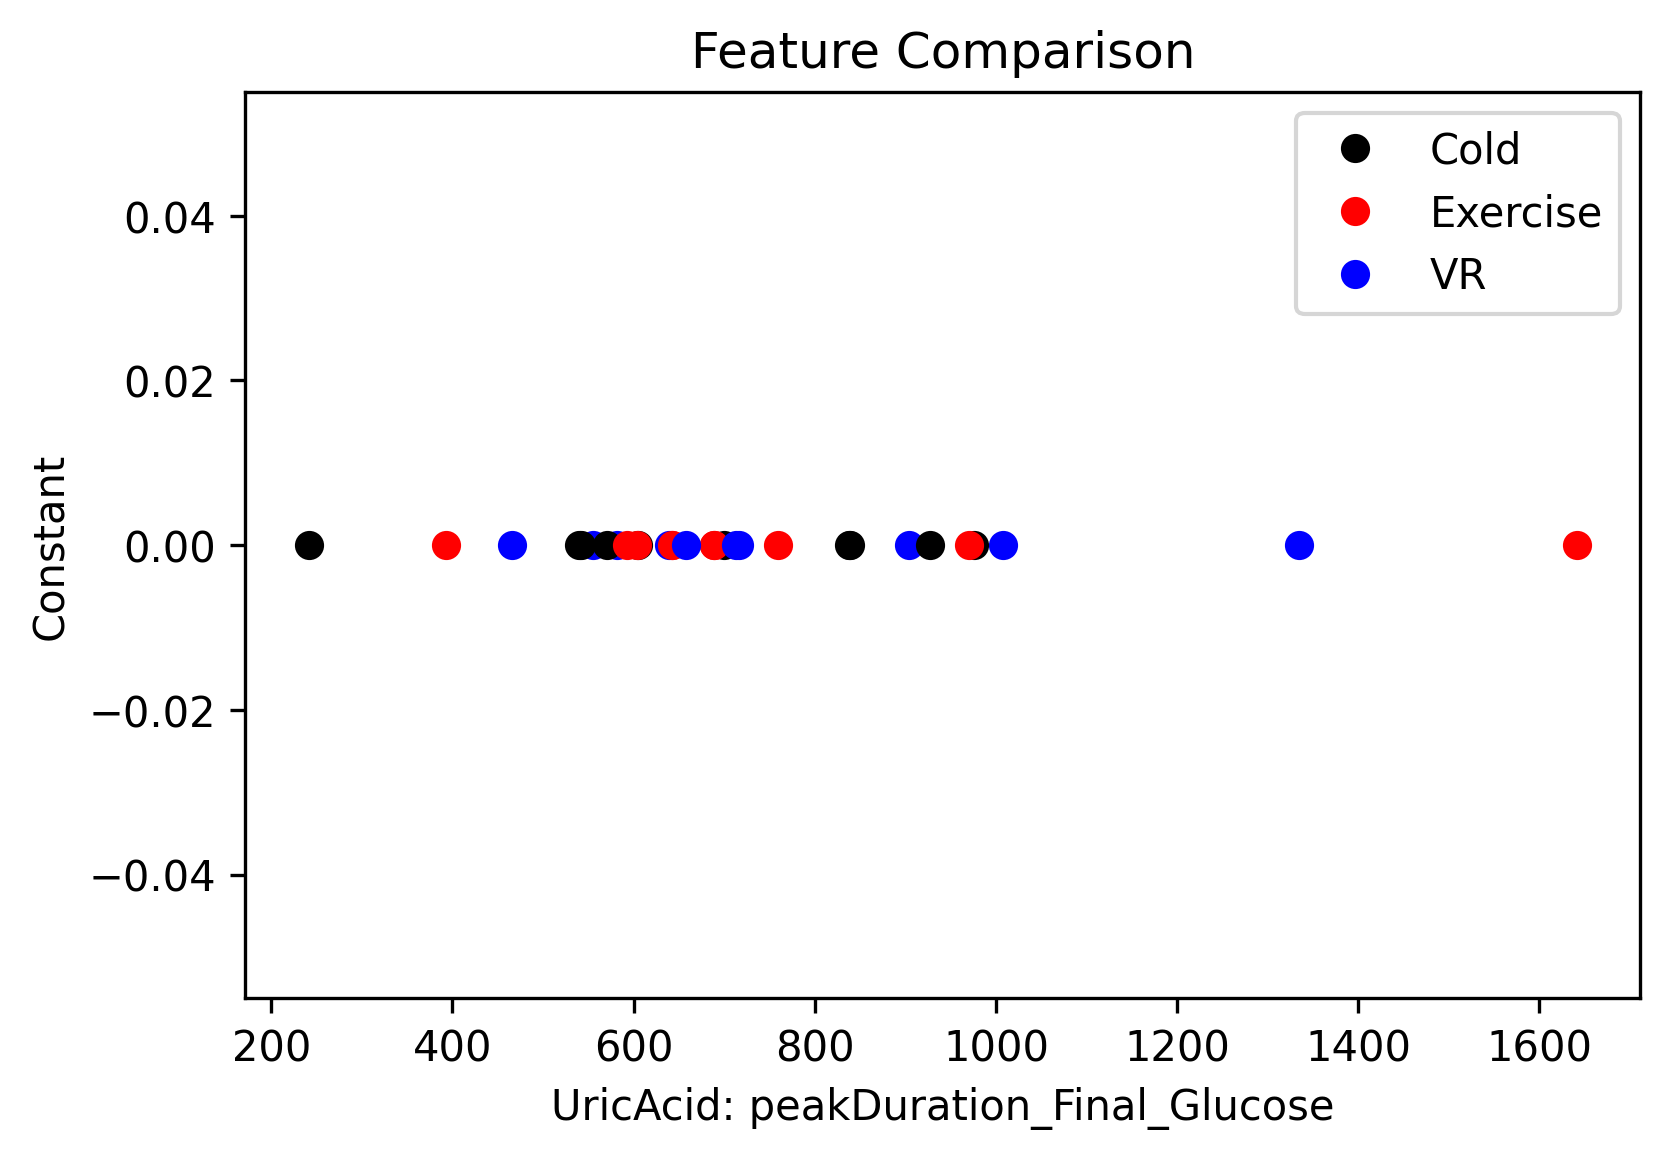 Feature Comparison
Cold
Exercise
VR
Constant
0.04
0.02
0.00
−0.02
−0.04
200 400 600 800 1000 1200 1400 1600
UricAcid: peakDuration_Final_Glucose